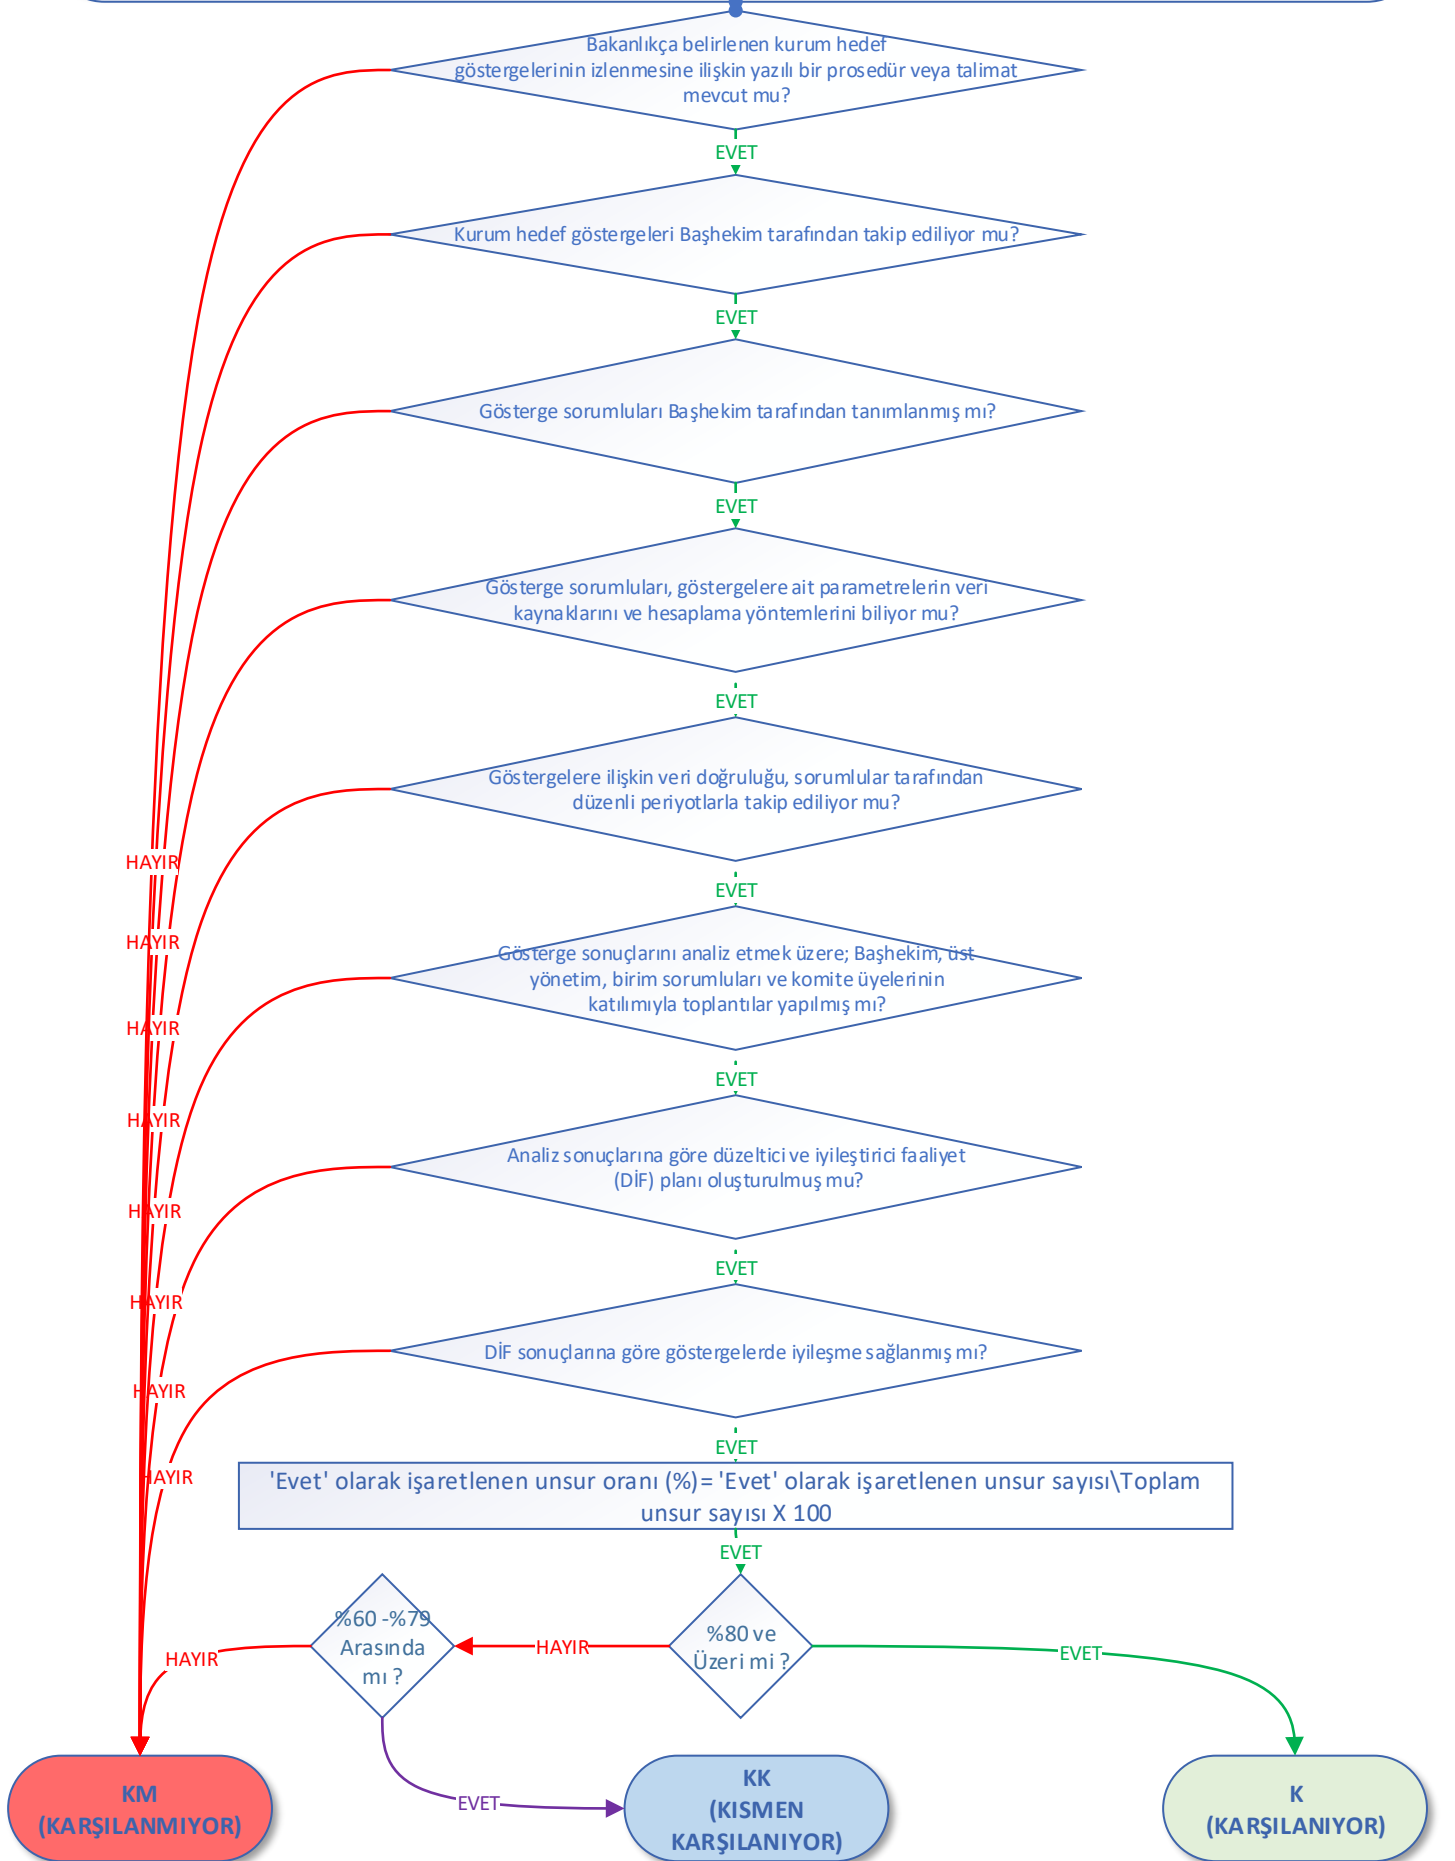 Bakanlıkça belirlenen kurum hedef
göstergelerinin izlenmesine ilişkin yazılı bir prosedür veya talimat
mevcut mu?
EVET
Kurum hedef göstergeleri Başhekim tarafından takip ediliyor mu?
EVET
Gösterge sorumluları Başhekim tarafından tanımlanmış mı?
EVET
Gösterge sorumluları, göstergelere ait parametrelerin veri
kaynaklarını ve hesaplama yöntemlerini biliyor mu?
EVET
Göstergelere ilişkin veri doğruluğu, sorumlular tarafından
düzenli periyotlarla takip ediliyor mu?
HAYIR
EVET
HAYIR
Gösterge sonuçlarını analiz etmek üzere; Başhekim, üst
yönetim, birim sorumluları ve komite üyelerinin
katılımıyla toplantılar yapılmış mı?
HAYIR
EVET
HAYIR
Analiz sonuçlarına göre düzeltici ve iyileştirici faaliyet
(DİF) planı oluşturulmuş mu?
HAYIR
EVET
HAYIR
DİF sonuçlarına göre göstergelerde iyileşme sağlanmış mı?
HAYIR
EVET
HAYIR
'Evet' olarak işaretlenen unsur oranı (%)= 'Evet' olarak işaretlenen unsur sayısı\Toplam
unsur sayısı X 100
EVET
%60 -%79
Arasında
mı ?
%80 ve
Üzeri mi ?
HAYIR
HAYIR
EVET
EVET
KM
(KARŞILANMIYOR)
KK
(KISMEN
KARŞILANIYOR)
K
(KARŞILANIYOR)